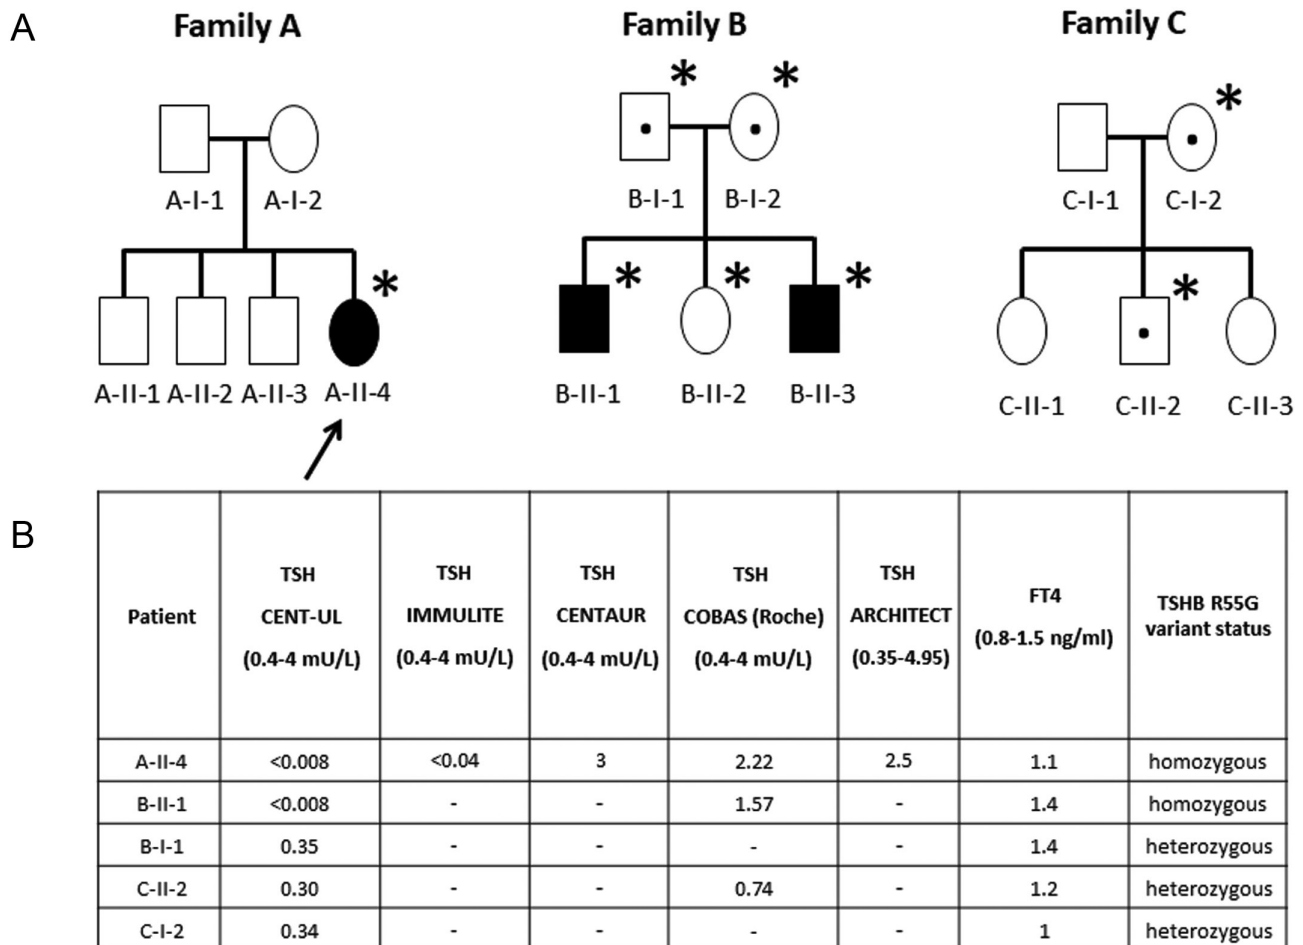 A
Family A
Family B
Family C
* * *
A-I-1 A-I-2
B-I-1 B-I-2
C-I-1 C-I-2
* * * * *
A-II-1 A-II-2 A-II-3 A-II-4
B-II-1 B-II-2 B-II-3
C-II-1 C-II-2 C-II-3
B
Patient
TSH
CENT-UL
(0.4-4 mU/L)
TSH
IMMULITE
(0.4-4 mU/L)
TSH
CENTAUR
(0.4-4 mU/L)
TSH
COBAS (Roche)
(0.4-4 mU/L)
TSH
ARCHITECT
(0.35-4.95)
FT4
(0.8-1.5 ng/ml)
TSHB R55G
variant status
A-II-4 <0.008 <0.04 3 2.22 2.5 1.1 homozygous
B-II-1 <0.008 - - 1.57 - 1.4 homozygous
B-I-1 0.35 - - - - 1.4 heterozygous
C-II-2 0.30 - - 0.74 - 1.2 heterozygous
C-I-2 0.34 - - - - 1 heterozygous